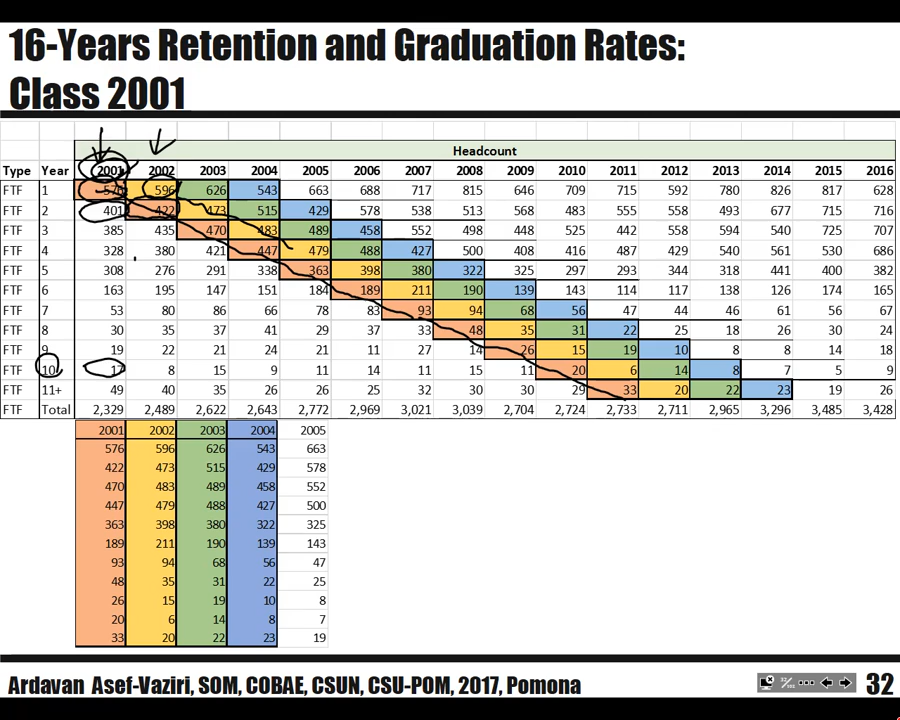 16-Years Retention and Graduation Rates:
Class 2001
Headcount
Type Year 2001 2002 2003 2004 2005 2006 2007 2008 2009 2010 2011 2012 2013 2014 2015 2016
FTF 1 576 596 626 543 663 688 717 815 646 709 715 592 780 826 817 628
FTF 2 401 422 473 515 429 578 538 513 568 483 555 558 493 677 715 716
FTF 3 385 435 470 483 489 458 552 498 448 525 442 558 594 540 725 707
FTF 4 328 380 421 447 479 488 427 500 408 416 487 429 540 561 530 686
FTF 5 308 276 291 338 363 398 380 322 325 297 293 344 318 441 400 382
FTF 6 163 195 147 151 184 189 211 190 139 143 114 117 138 126 174 165
FTF 7 53 80 86 66 78 83 93 94 68 56 47 44 46 61 56 67
FTF 8 30 35 37 41 29 37 33 48 35 31 22 25 18 26 30 24
FTF 9 19 22 21 24 21 11 27 14 26 15 19 10 8 8 14 18
FTF 10 17 8 15 9 11 14 11 15 11 20 6 14 8 7 5 9
FTF 11+ 49 40 35 26 26 25 32 30 30 29 33 20 22 23 19 26
FTF Total 2,329 2,489 2,622 2,643 2,772 2,969 3,021 3,039 2,704 2,724 2,733 2,711 2,965 3,296 3,485 3,428
2001 2002 2003 2004 2005
576 596 626 543 663
422 473 515 429 578
470 483 489 458 552
447 479 488 427 500
363 398 380 322 325
189 211 190 139 143
93 94 68 56 47
48 35 31 22 25
26 15 19 10 8
20 6 14 8 7
33 20 22 23 19
Ardavan Asef-Vaziri, SOM, COBAE, CSUN, CSU-POM, 2017, Pomona
32